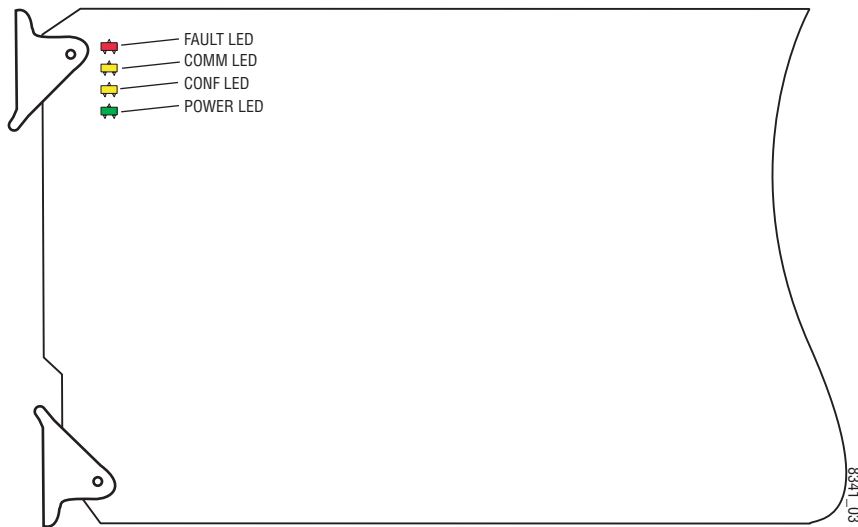 FAULT LED
COMM LED
CONF LED
POWER LED
8341_03